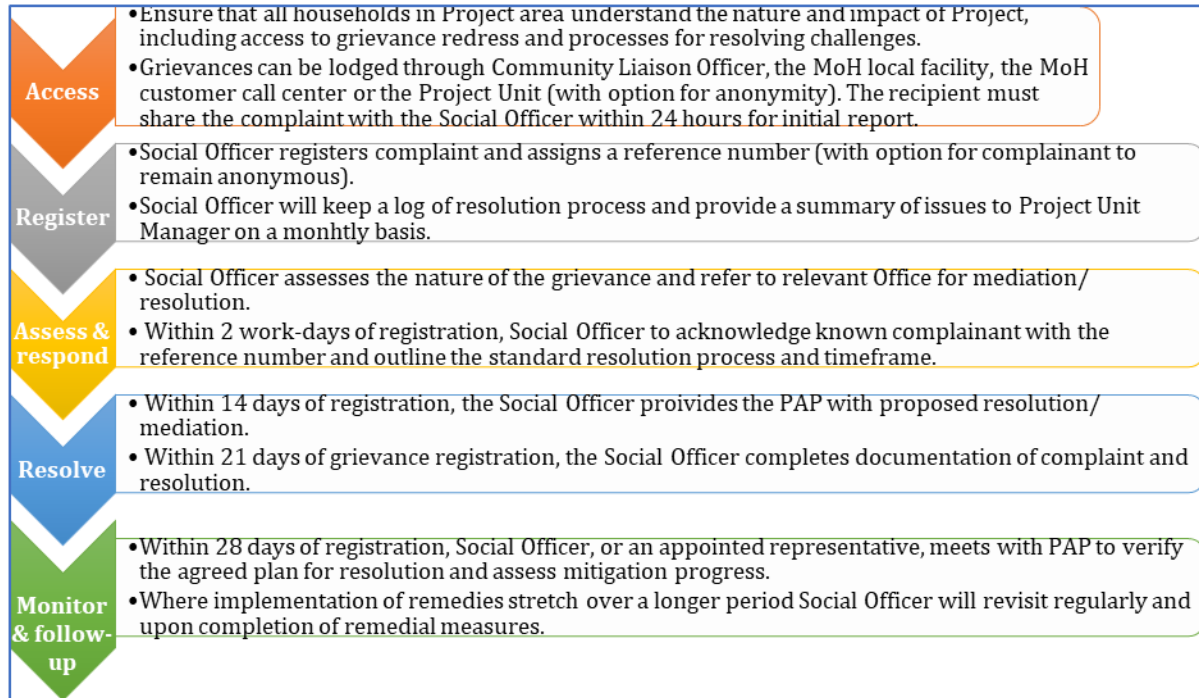 •Ensure that all households in Project area understand the nature and impact of Project,
including access to grievance redress and processes for resolving challenges.
•Grievances can be lodged through Community Liaison Officer, the MoH local facility, the MoH
customer call center or the Project Unit (with option for anonymity). The recipient must
share the complaint with the Social Officer within 24 hours for initial report.
Access
•Social Officer registers complaint and assigns a reference number (with option for complainant to
remain anonymous).
•Social Officer will keep a log of resolution process and provide a summary of issues to Project Unit
Manager on a monhtly basis.
Register
• Social Officer assesses the nature of the grievance and refer to relevant Office for mediation/
resolution.
• Within 2 work-days of registration, Social Officer to acknowledge known complainant with the
reference number and outline the standard resolution process and timeframe.
Assess &
respond
• Within 14 days of registration, the Social Officer proivides the PAP with proposed resolution/
mediation.
• Within 21 days of grievance registration, the Social Officer completes documentation of complaint and
resolution.
Resolve
•Within 28 days of registration, Social Officer, or an appointed representative, meets with PAP to verify
the agreed plan for resolution and assess mitigation progress.
•Where implementation of remedies stretch over a longer period Social Officer will revisit regularly and
upon completion of remedial measures.
Monitor
& follow-
up